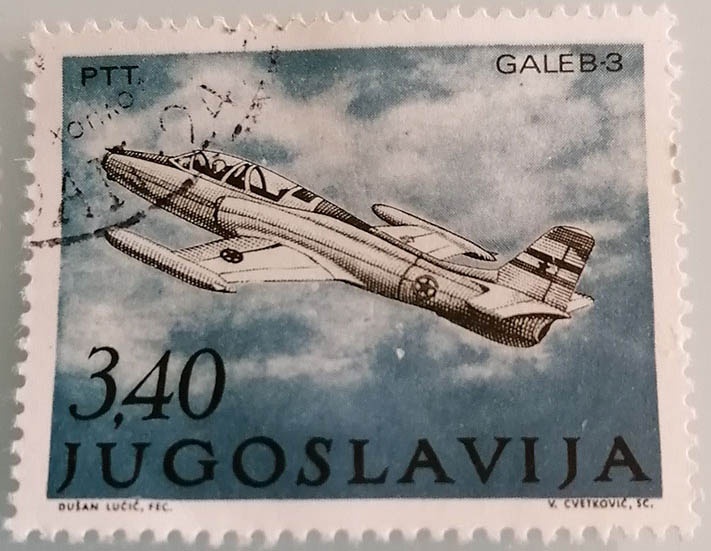 PTT
GALEB-3
3,40
JUGOSLAVIJA
DUŠAN LUČIĆ, FEC.
V. CVETKOVIĆ, SC.